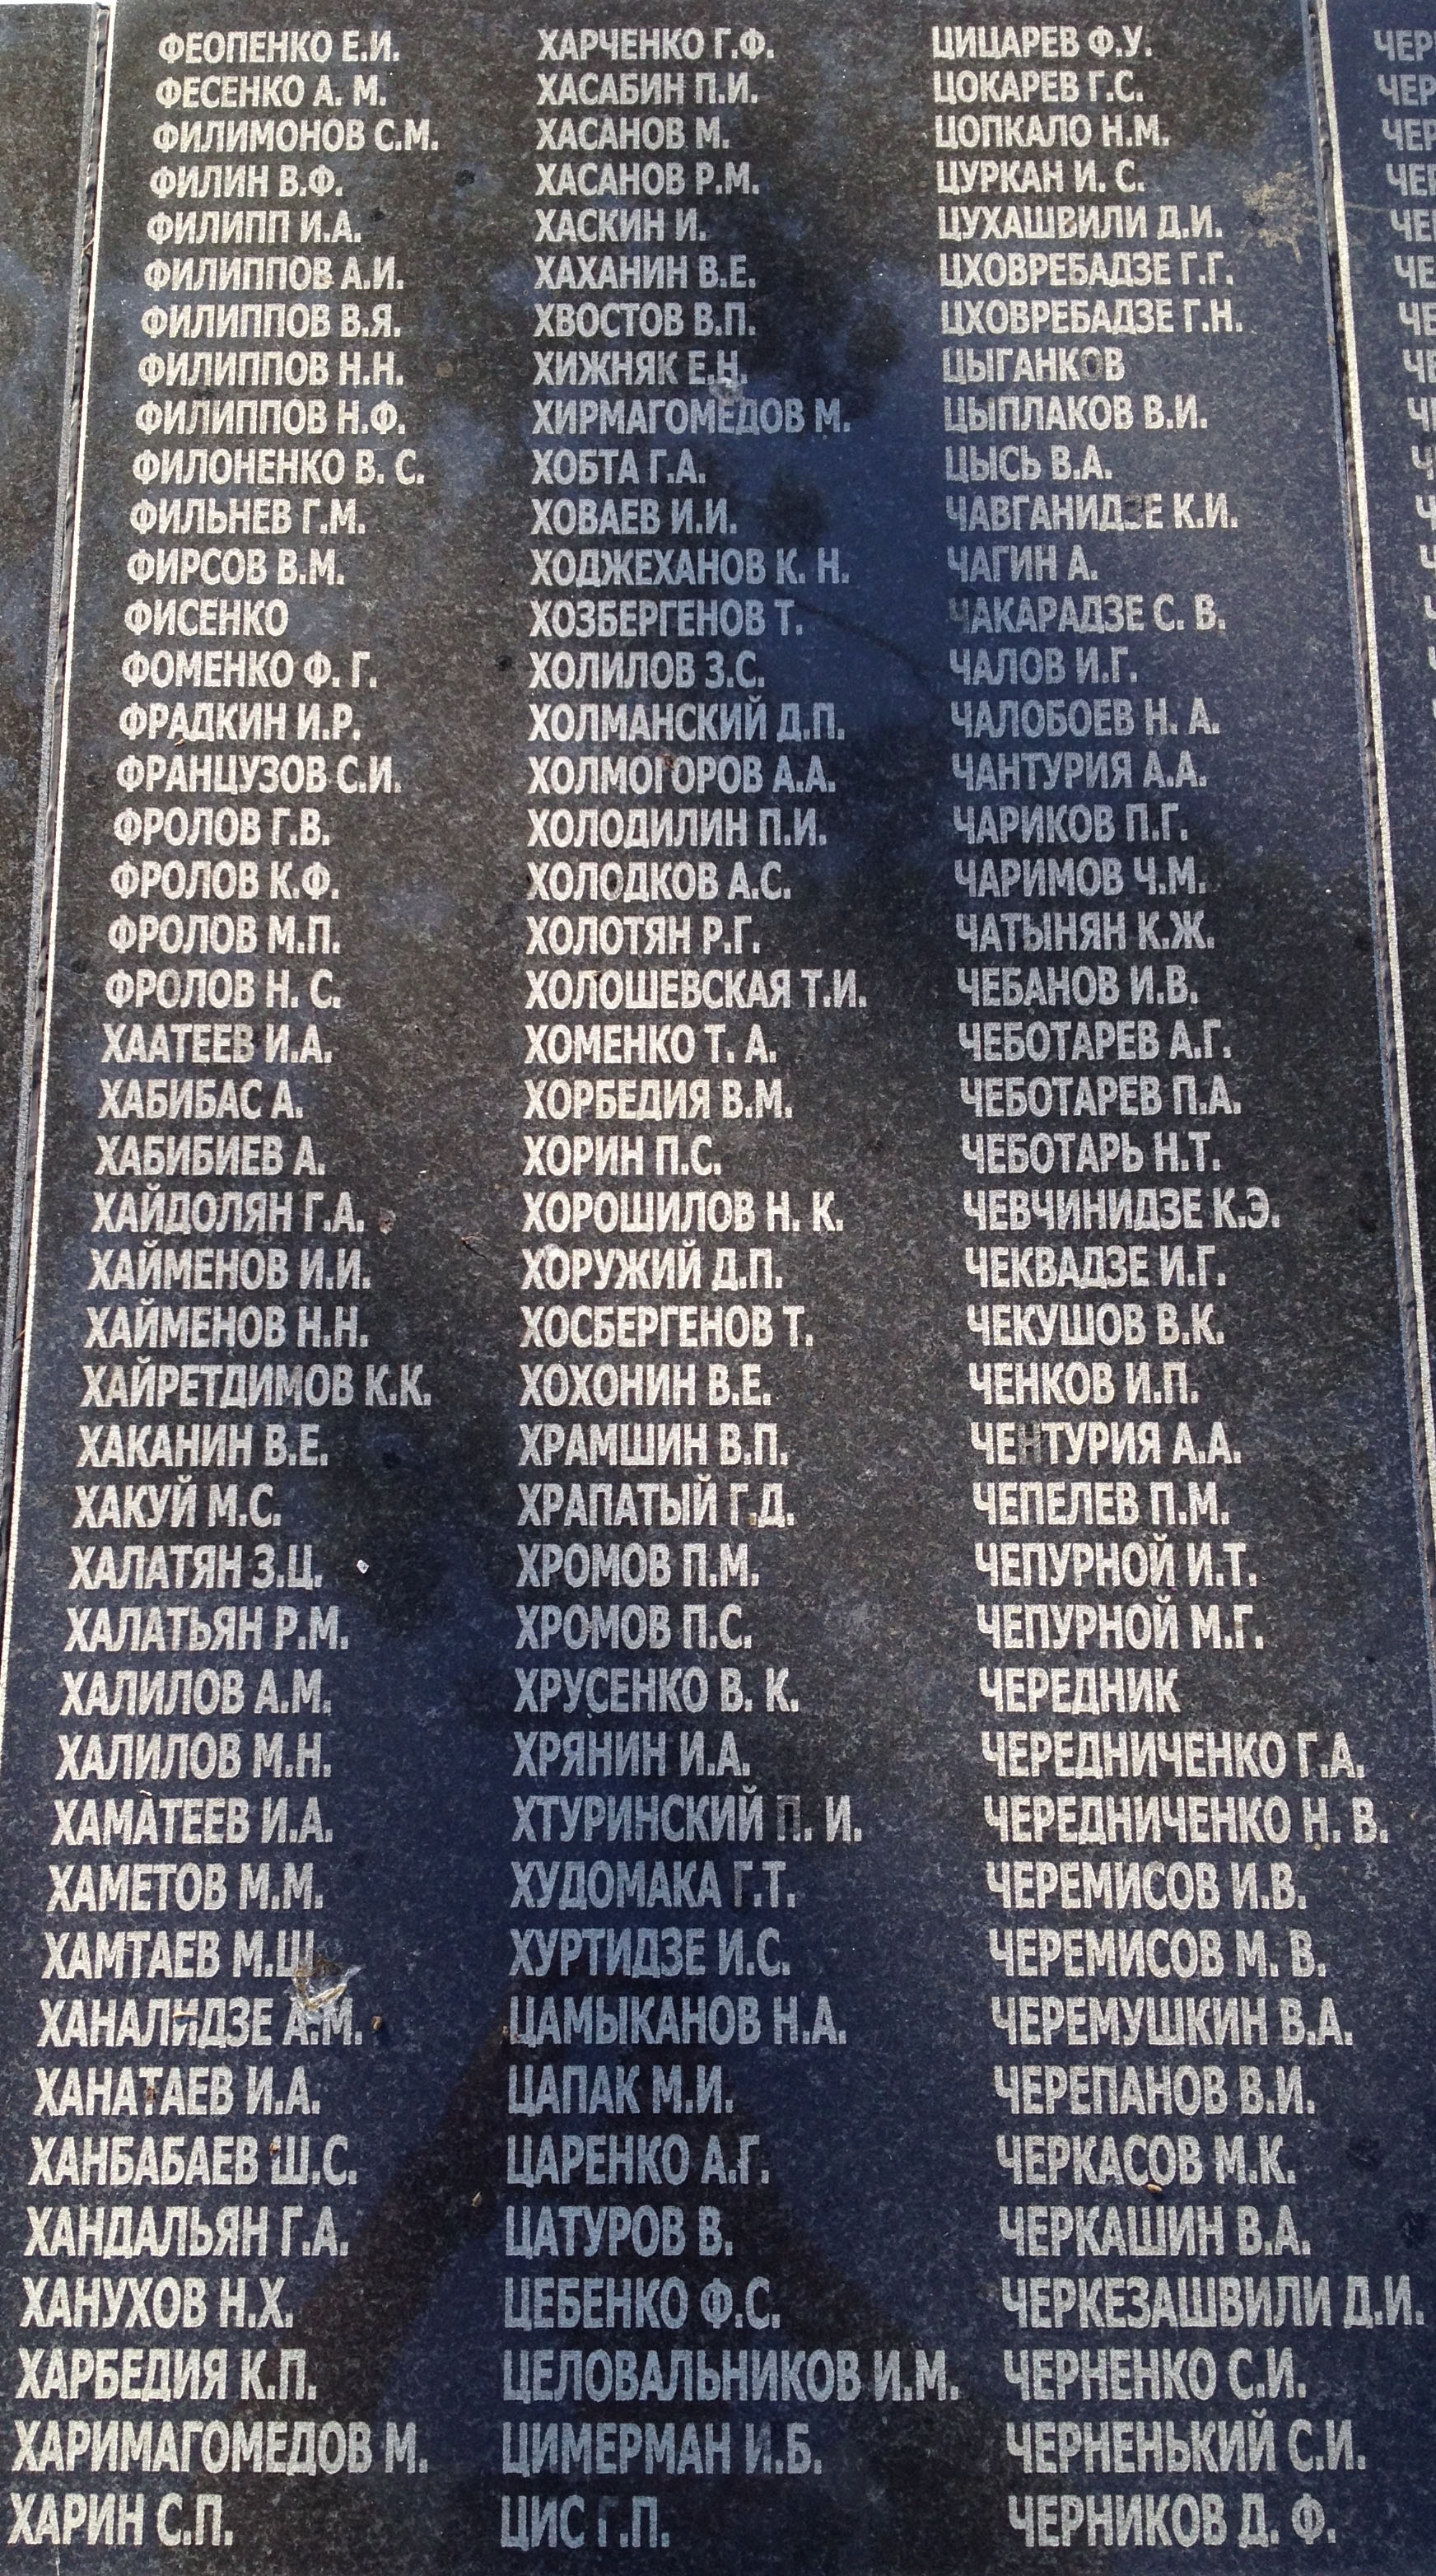 ФЕОПЕНКО Е.И.
ФЕСЕНКО А. М.
ФИЛИМОНОВ С.М.
ФИЛИН В.Ф.
ФИЛИПП И.А.
ФИЛИППОВ А.И.
ФИЛИППОВ В.Я.
ФИЛИППОВ Н.Н.
ФИЛИППОВ Н.Ф.
ФИЛОНЕНКО В. С.
ФИЛЬНЕВ Г.М.
ФИРСОВ В.М.
ФИСЕНКО
ФОМЕНКО Ф. Г.
ФРАДКИН И.Р.
ФРАНЦУЗОВ С.И.
ФРОЛОВ Г.В.
ФРОЛОВ К.Ф.
ФРОЛОВ М.П.
ФРОЛОВ Н. С.
ХААТЕЕВ И.А.
ХАБИБАС А.
ХАБИБИЕВ А.
ХАЙДОЛЯН Г.А.
ХАЙМЕНОВ И.И.
ХАЙМЕНОВ Н.Н.
ХАЙРЕТДИМОВ К.К.
ХАКАНИН В.Е.
ХАКУЙ М.С.
ХАЛАТЯН З.Ц.
ХАЛАТЬЯН Р.М.
ХАЛИЛОВ А.М.
ХАЛИЛОВ М.Н.
ХАМАТЕЕВ И.А.
ХАМЕТОВ М.М.
ХАМТАЕВ М.Ш.
ХАНАЛИДЗЕ А.М.
ХАНАТАЕВ И.А.
ХАНБАБАЕВ Ш.С.
ХАНДАЛЬЯН Г.А.
ХАНУХОВ Н.Х.
ХАРБЕДИЯ К.П.
ХАРИМАГОМЕДОВ М.
ХАРИН С.П.
ХАРЧЕНКО Г.Ф.
ХАСАБИН П.И.
ХАСАНОВ М.
ХАСАНОВ Р.М.
ХАСКИН И.
ХАХАНИН В.Е.
ХВОСТОВ В.П.
ХИЖНЯК Е.Н.
ХИРМАГОМЕДОВ М.
ХОБТА Г.А.
ХОВАЕВ И.И.
ХОДЖЕХАНОВ К. Н.
ХОЗБЕРГЕНОВ Т.
ХОЛИЛОВ З.С.
ХОЛМАНСКИЙ Д.П.
ХОЛМОГОРОВ А.А.
ХОЛОДИЛИН П.И.
ХОЛОДКОВ А.С.
ХОЛОТЯН Р.Г.
ХОЛОШЕВСКАЯ Т.И.
ХОМЕНКО Т. А.
ХОРБЕДИЯ В.М.
ХОРИН П.С.
ХОРОШИЛОВ Н. К.
ХОРУЖИЙ Д.П.
ХОСБЕРГЕНОВ Т.
ХОХОНИН В.Е.
ХРАМШИН В.П.
ХРАПАТЫЙ Г.Д.
ХРОМОВ П.М.
ХРОМОВ П.С.
ХРУСЕНКО В. К.
ХРЯНИН И.А.
ХТУРИНСКИЙ П. И.
ХУДОМАКА Г.Т.
ХУРТИДЗЕ И.С.
ЦАМЫКАНОВ Н.А.
ЦАПАК М.И.
ЦАРЕНКО А.Г.
ЦАТУРОВ В.
ЦЕБЕНКО Ф.С.
ЦЕЛОВАЛЬНИКОВ И.М.
ЦИМЕРМАН И.Б.
ЦИС Г.П.
ЦИЦАРЕВ Ф.У.
ЦОКАРЕВ Г.С.
ЦОПКАЛО Н.М.
ЦУРКАН И. С.
ЦУХАШВИЛИ Д.И.
ЦХОВРЕБАДЗЕ Г.Г.
ЦХОВРЕБАДЗЕ Г.Н.
ЦЫГАНКОВ
ЦЫПЛАКОВ В.И.
ЦЫСЬ В.А.
ЧАВГАНИДЗЕ К.И.
ЧАГИН А.
ЧАКАРАДЗЕ С. В.
ЧАЛОВ И.Г.
ЧАЛОБОЕВ Н. А.
ЧАНТУРИЯ А.А.
ЧАРИКОВ П.Г.
ЧАРИМОВ Ч.М.
ЧАТЫНЯН К.Ж.
ЧЕБАНОВ И.В.
ЧЕБОТАРЕВ А.Г.
ЧЕБОТАРЕВ П.А.
ЧЕБОТАРЬ Н.Т.
ЧЕВЧИНИДЗЕ К.Э.
ЧЕКВАДЗЕ И.Г.
ЧЕКУШОВ В.К.
ЧЕНКОВ И.П.
ЧЕНТУРИЯ А.А.
ЧЕПЕЛЕВ П.М.
ЧЕПУРНОЙ И.Т.
ЧЕПУРНОЙ М.Г.
ЧЕРЕДНИК
ЧЕРЕДНИЧЕНКО Г.А.
ЧЕРЕДНИЧЕНКО Н. В.
ЧЕРЕМИСОВ И.В.
ЧЕРЕМИСОВ М. В.
ЧЕРЕМУШКИН В.А.
ЧЕРЕПАНОВ В.И.
ЧЕРКАСОВ М.К.
ЧЕРКАШИН В.А.
ЧЕРКЕЗАШВИЛИ Д.И.
ЧЕРНЕНКО С.И.
ЧЕРНЕНЬКИЙ С.И.
ЧЕРНИКОВ Д. Ф.